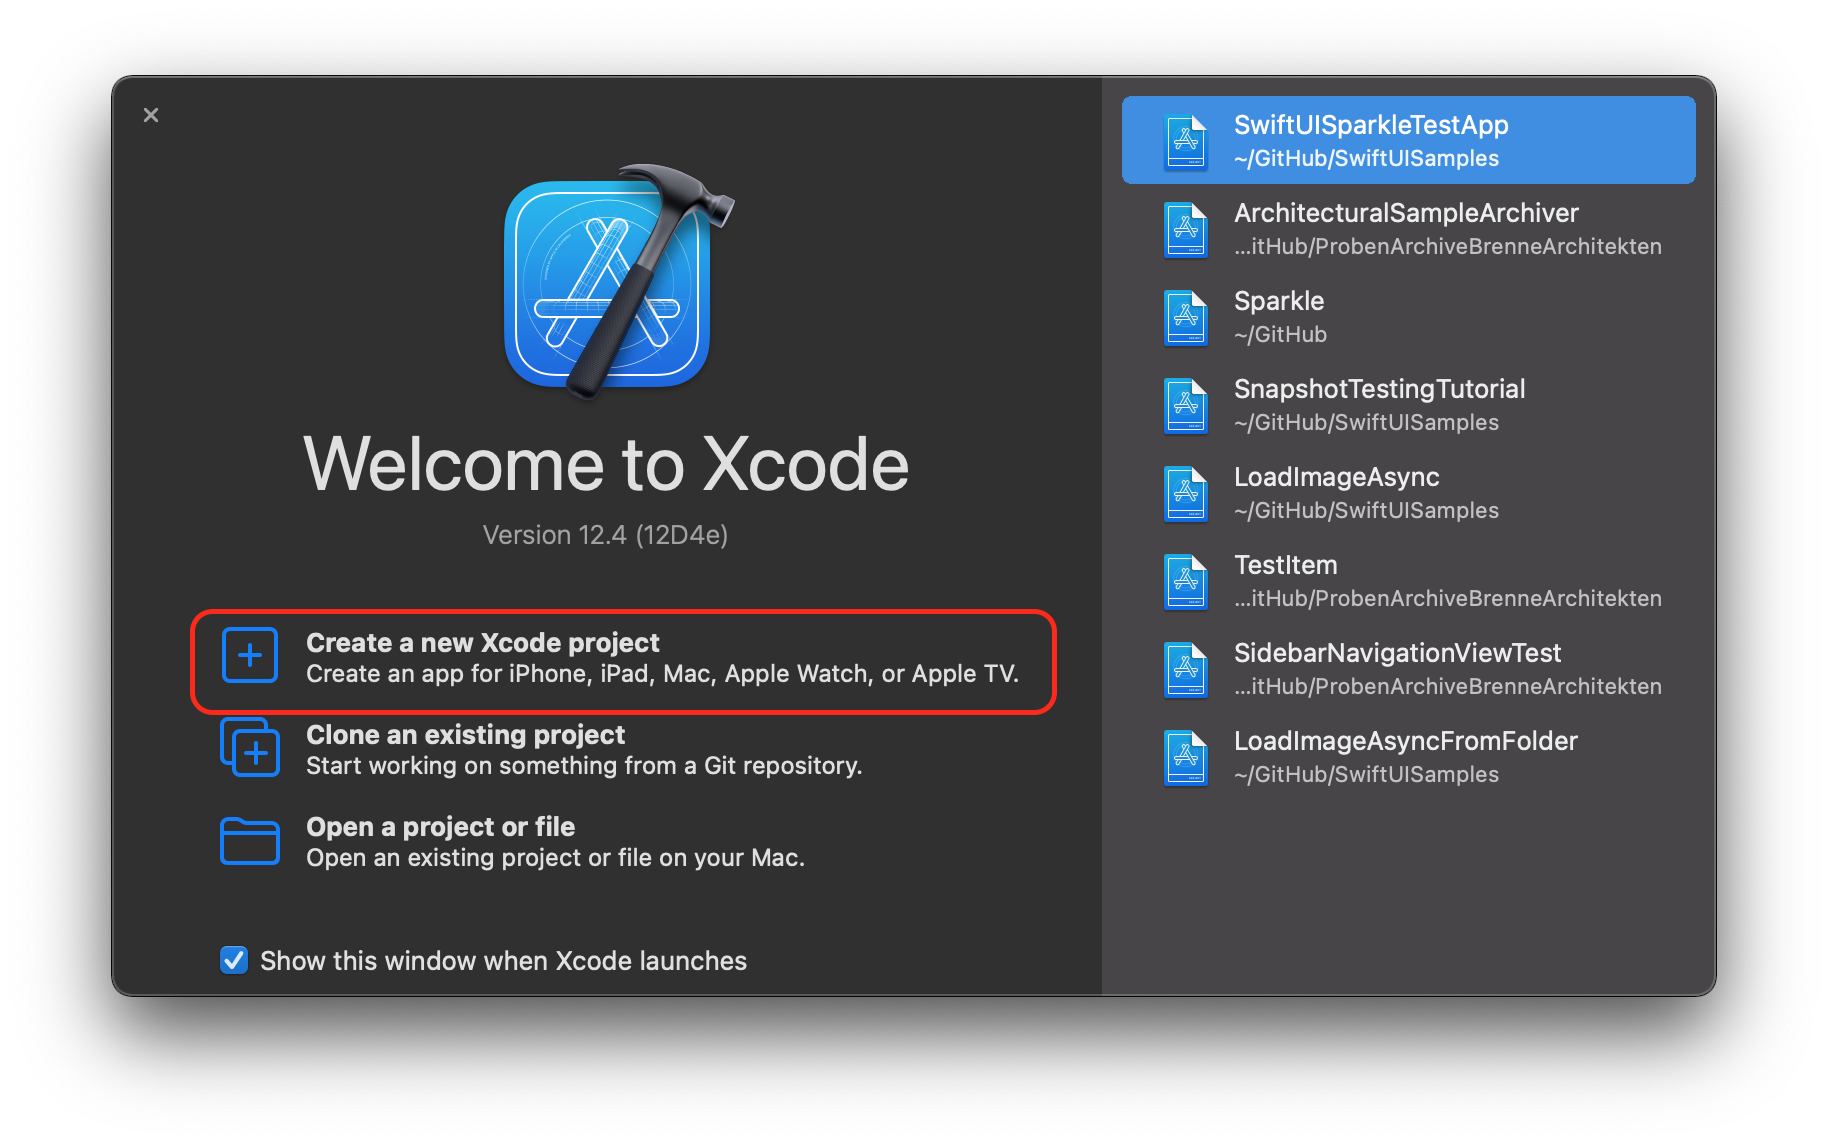 Welcome to Xcode
Version 12.4 (12D4e)
Create a new Xcode project
Create an app for iPhone, iPad, Mac, Apple Watch, or Apple TV.
Clone an existing project
Start working on something from a Git repository.
Open a project or file
Open an existing project or file on your Mac.
Show this window when Xcode launches
SwiftUISparkleTestApp
~/GitHub/SwiftUISamples
ArchitecturalSampleArchiver
...itHub/ProbenArchiveBrenneArchitekten
Sparkle
~/GitHub
SnapshotTestingTutorial
~/GitHub/SwiftUISamples
LoadImageAsync
~/GitHub/SwiftUISamples
TestItem
...itHub/ProbenArchiveBrenneArchitekten
SidebarNavigationViewTest
...itHub/ProbenArchiveBrenneArchitekten
LoadImageAsyncFromFolder
~/GitHub/SwiftUISamples